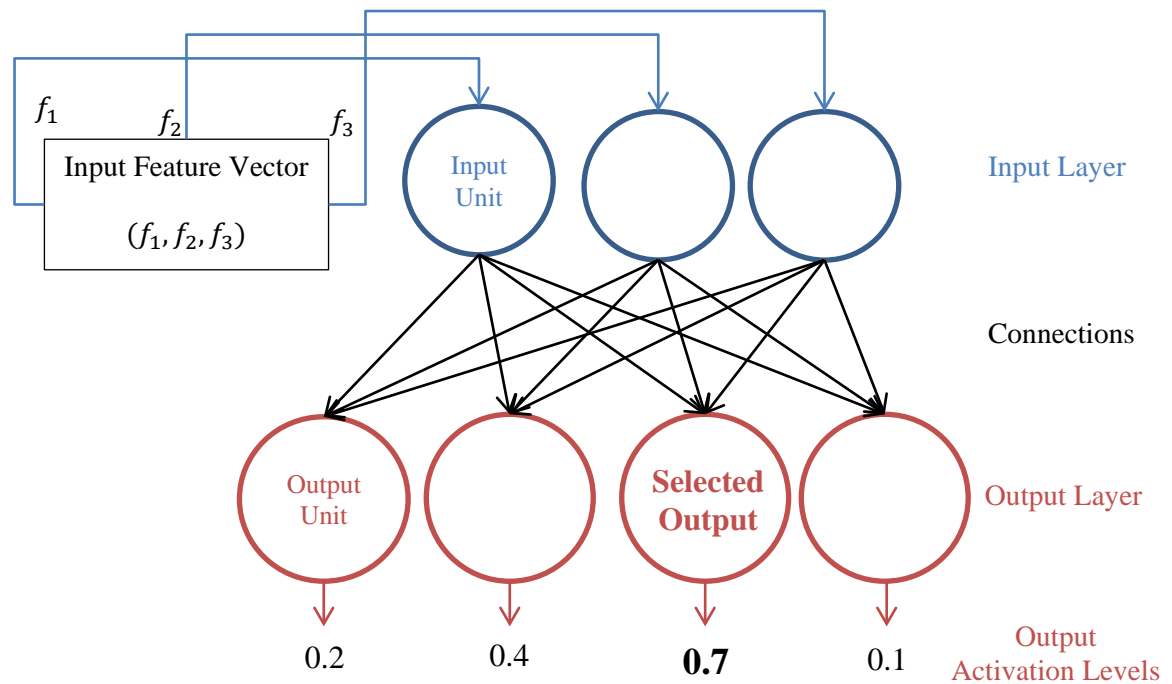 f₁
f₂
f₃
Input Feature Vector
(f₁, f₂, f₃)
Input
Unit
Input Layer
Connections
Output
Unit
Selected
Output
Output Layer
0.2
0.4
0.7
0.1
Output
Activation Levels